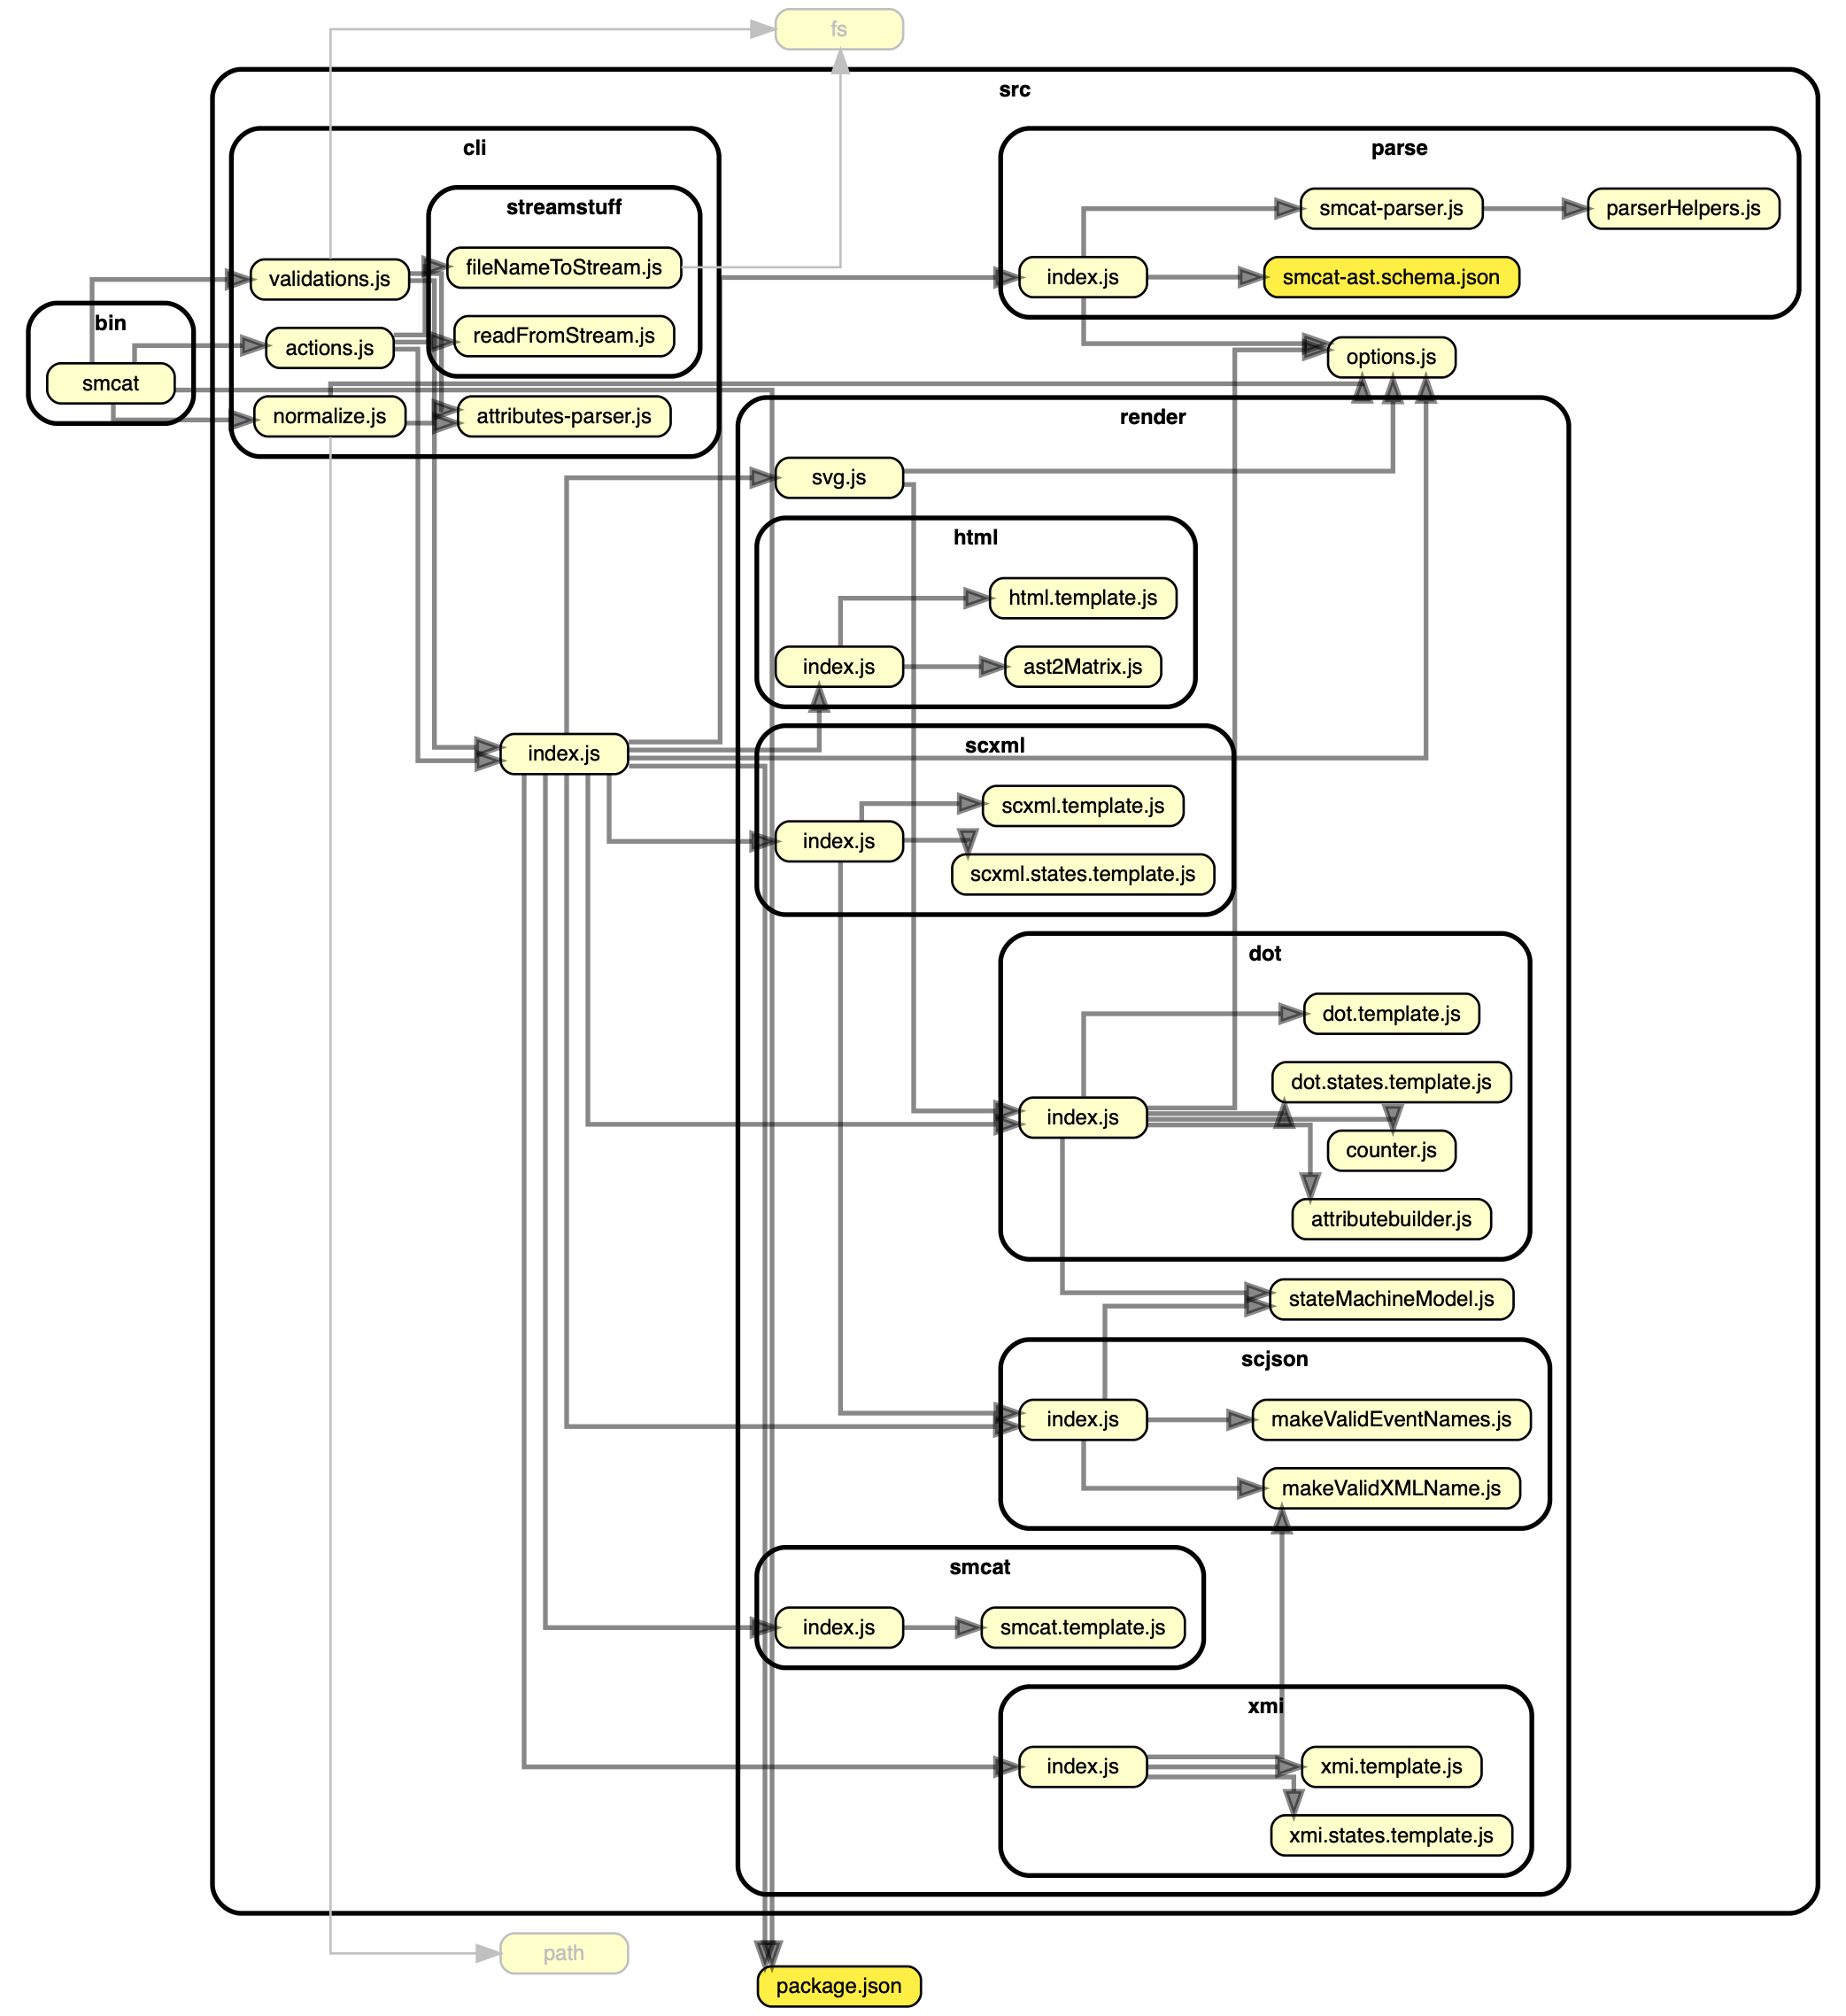 fs
src
cli
parse
streamstuff
smcat-parser.js
parserHelpers.js
validations.js
fileNameToStream.js
index.js
smcat-ast.schema.json
bin
actions.js
readFromStream.js
options.js
smcat
normalize.js
attributes-parser.js
render
svg.js
html
html.template.js
index.js
ast2Matrix.js
index.js
scxml
scxml.template.js
index.js
scxml.states.template.js
dot
dot.template.js
dot.states.template.js
index.js
counter.js
attributebuilder.js
stateMachineModel.js
scjson
index.js
makeValidEventNames.js
makeValidXMLName.js
smcat
index.js
smcat.template.js
xmi
index.js
xmi.template.js
xmi.states.template.js
path
package.json